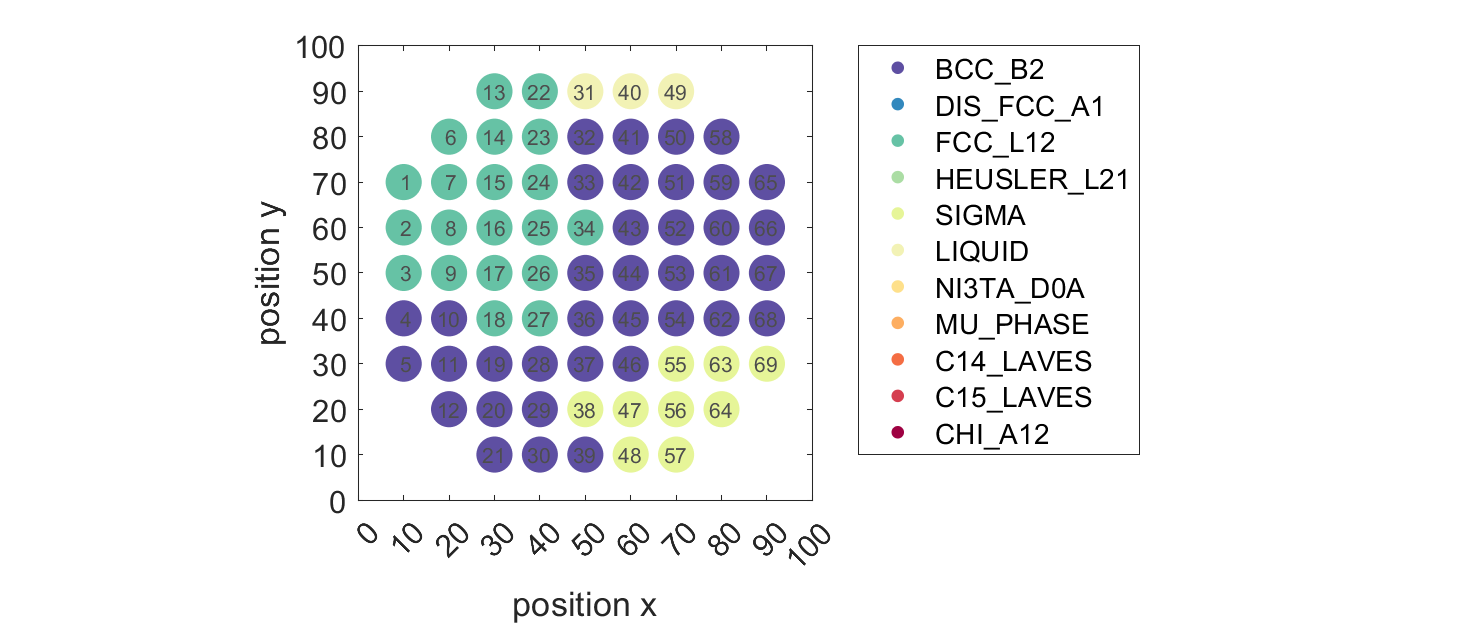 100
90
80
70
60
50
40
30
20
10
0
position y
13 22 31 40 49
6 14 23 32 41 50 58
1 7 15 24 33 42 51 59 65
2 8 16 25 34 43 52 60 66
3 9 17 26 35 44 53 61 67
4 10 18 27 36 45 54 62 68
5 11 19 28 37 46 55 63 69
12 20 29 38 47 56 64
21 30 39 48 57
0 10 20 30 40 50 60 70 80 90 100
position x
BCC_B2
DIS_FCC_A1
FCC_L12
HEUSLER_L21
SIGMA
LIQUID
NI3TA_D0A
MU_PHASE
C14_LAVES
C15_LAVES
CHI_A12